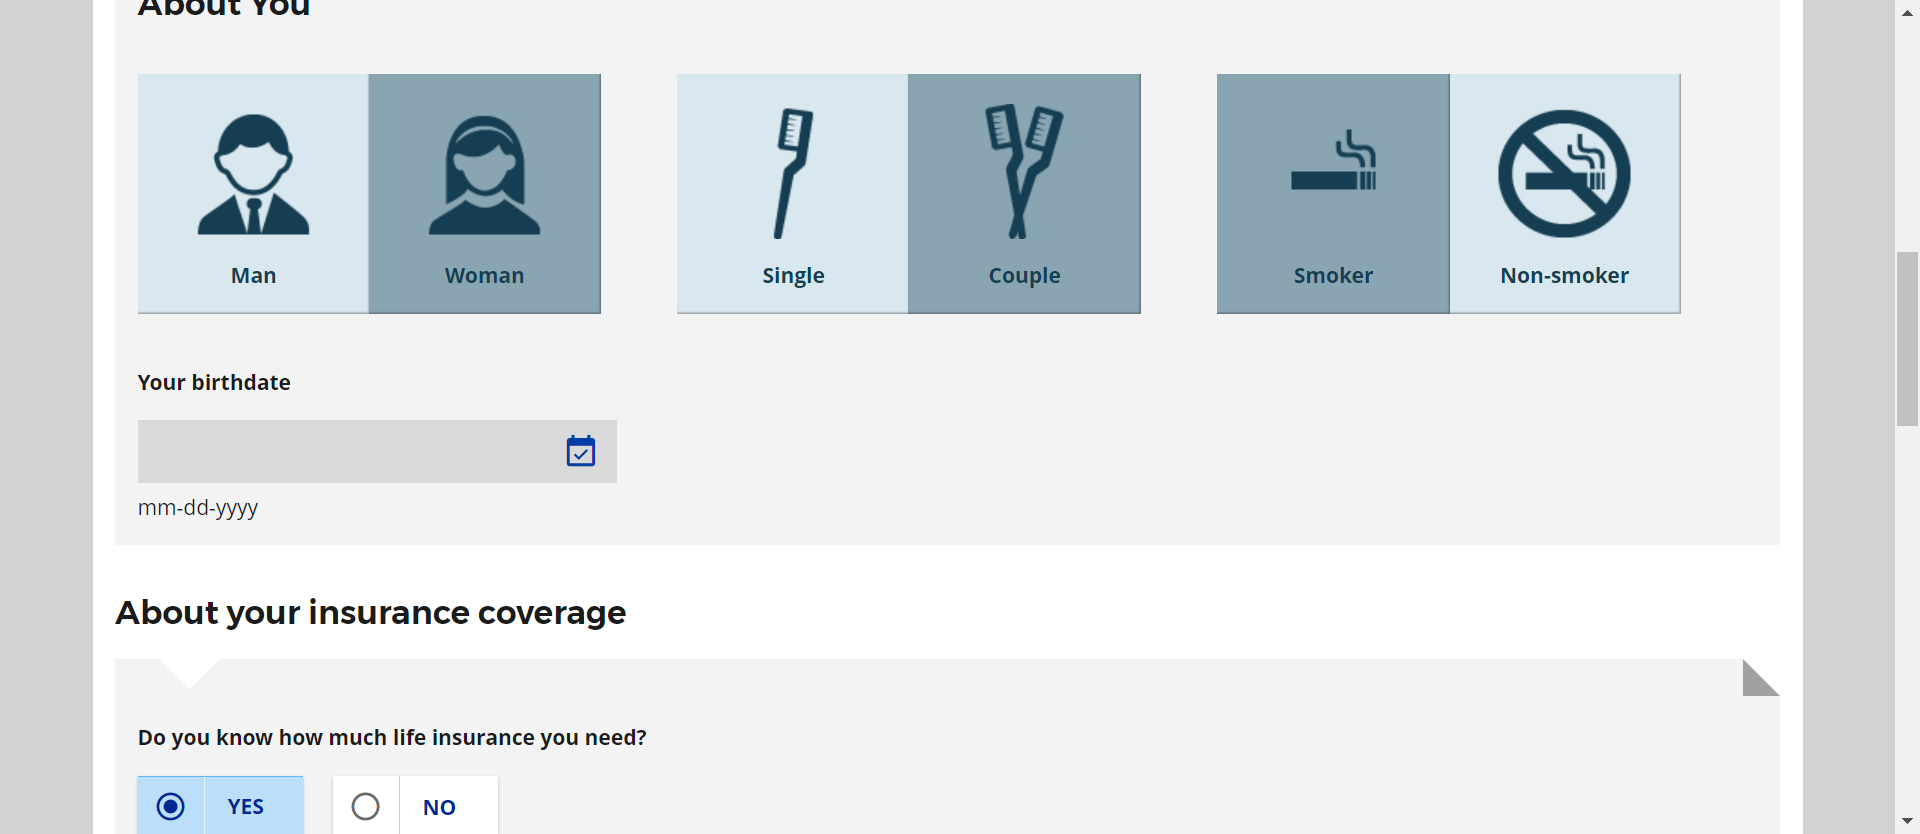 About You
Man
Woman
Single
Couple
Smoker
Non-smoker
Your birthdate
mm-dd-yyyy
About your insurance coverage
Do you know how much life insurance you need?
YES
NO